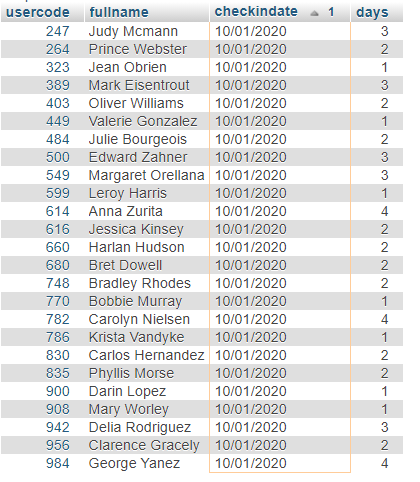 usercode fullname checkindate 1 days
247 Judy Mcmann 10/01/2020 3
264 Prince Webster 10/01/2020 2
323 Jean Obrien 10/01/2020 1
389 Mark Eisentrout 10/01/2020 3
403 Oliver Williams 10/01/2020 2
449 Valerie Gonzalez 10/01/2020 1
484 Julie Bourgeois 10/01/2020 2
500 Edward Zahner 10/01/2020 3
549 Margaret Orellana 10/01/2020 3
599 Leroy Harris 10/01/2020 1
614 Anna Zurita 10/01/2020 4
616 Jessica Kinsey 10/01/2020 2
660 Harlan Hudson 10/01/2020 2
680 Bret Dowell 10/01/2020 2
748 Bradley Rhodes 10/01/2020 2
770 Bobbie Murray 10/01/2020 1
782 Carolyn Nielsen 10/01/2020 4
786 Krista Vandyke 10/01/2020 1
830 Carlos Hernandez 10/01/2020 2
835 Phyllis Morse 10/01/2020 2
900 Darin Lopez 10/01/2020 1
908 Mary Worley 10/01/2020 1
942 Delia Rodriguez 10/01/2020 3
956 Clarence Gracely 10/01/2020 2
984 George Yanez 10/01/2020 4